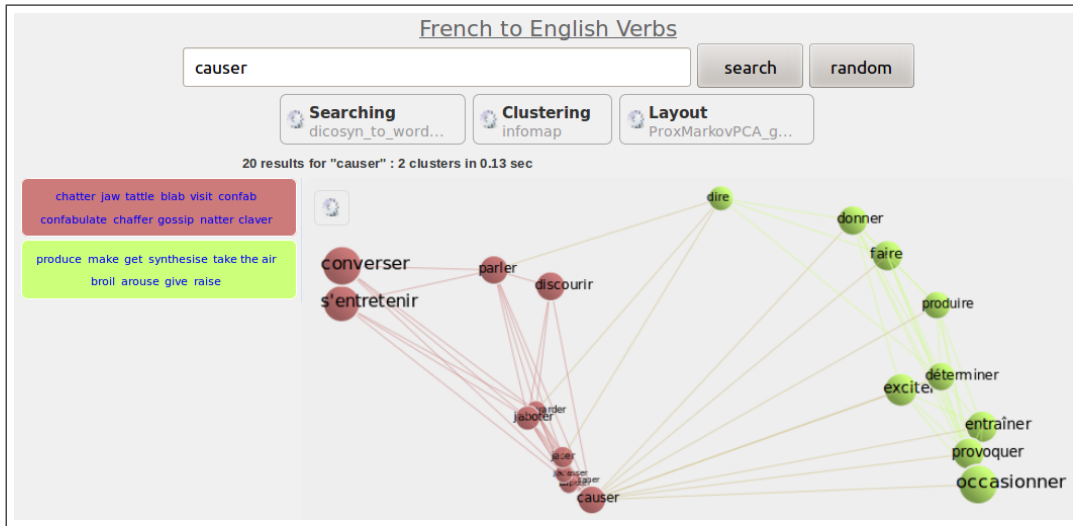 French to English Verbs
causer
search
random
Searching
dicosyn_to_word...
Clustering
infomap
Layout
ProxMarkovPCA_g...
20 results for "causer" : 2 clusters in 0.13 sec
chatter jaw tattle blab visit confab
confabulate chaffer gossip natter claver
produce make get synthesise take the air
broil arouse give raise
dire
donner
faire
converser
parler
discourir
s'entretenir
produire
déterminer
exciter
jaboter
entraîner
provoquer
jaser
occasionner
causer